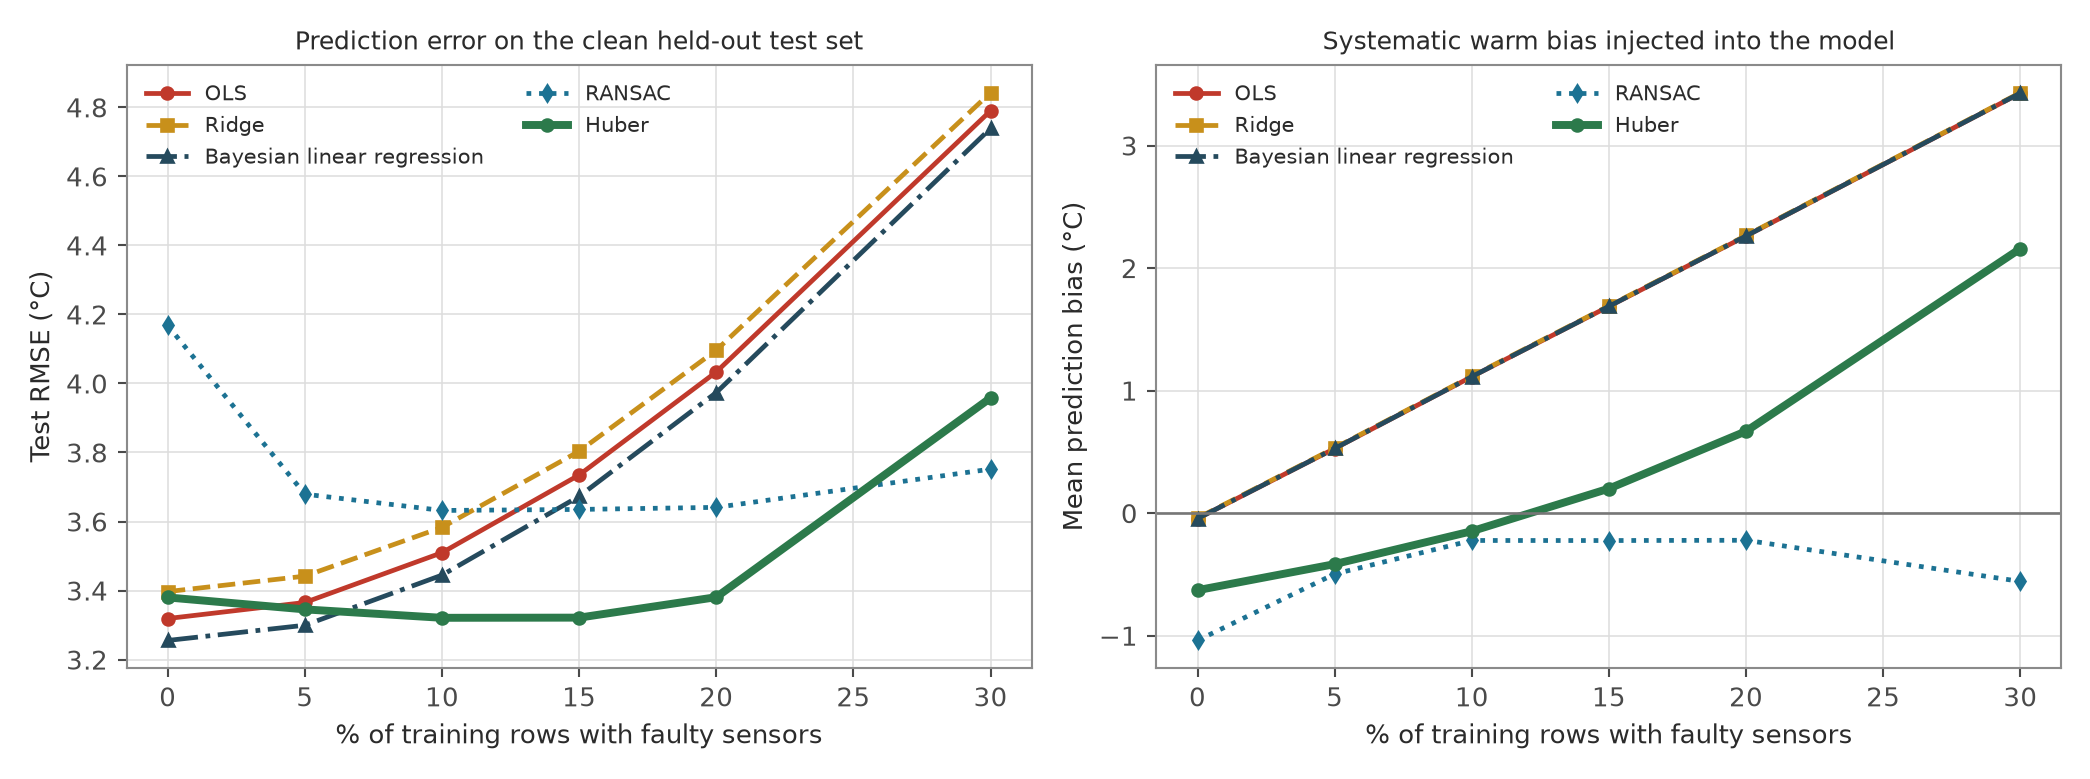 Prediction error on the clean held-out test set
OLS
Ridge
Bayesian linear regression
RANSAC
Huber
Test RMSE (°C)
4.8
4.6
4.4
4.2
4.0
3.8
3.6
3.4
3.2
0 5 10 15 20 25 30
% of training rows with faulty sensors
Systematic warm bias injected into the model
OLS
Ridge
Bayesian linear regression
RANSAC
Huber
Mean prediction bias (°C)
3
2
1
0
−1
0 5 10 15 20 25 30
% of training rows with faulty sensors